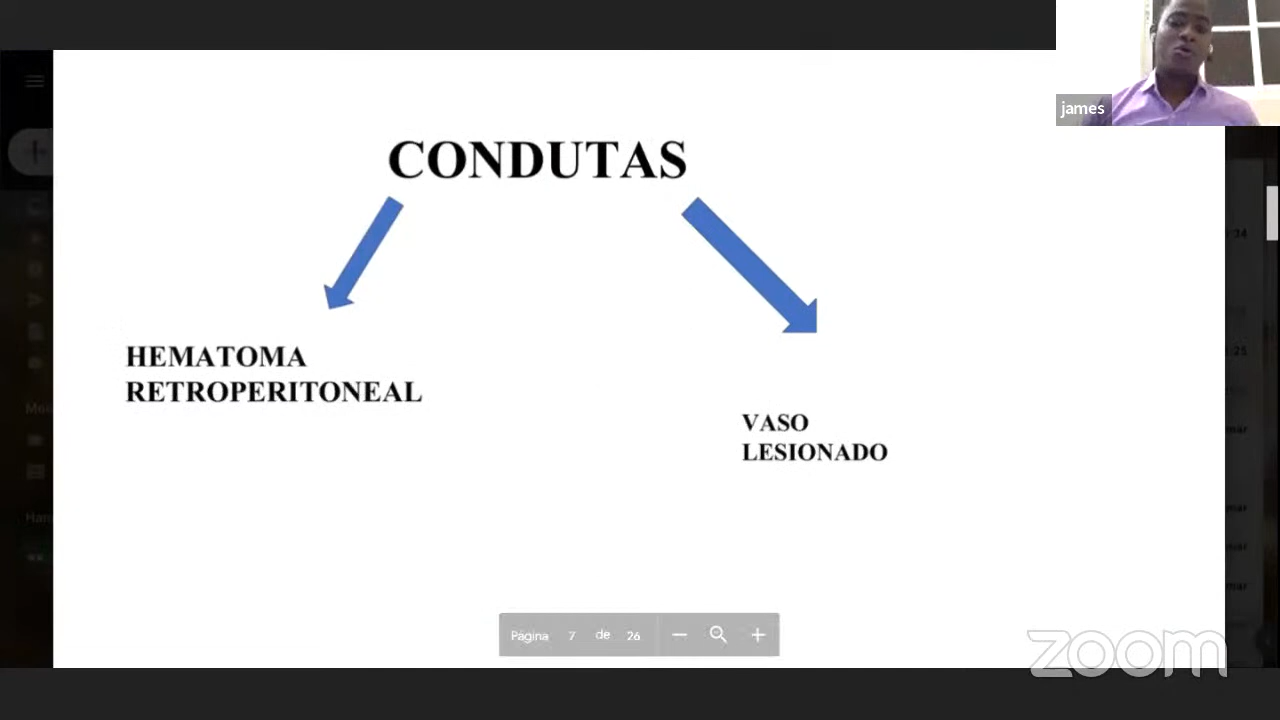 james
CONDUTAS
HEMATOMA
RETROPERITONEAL
VASO
LESIONADO
Página 7 de 26
zoom